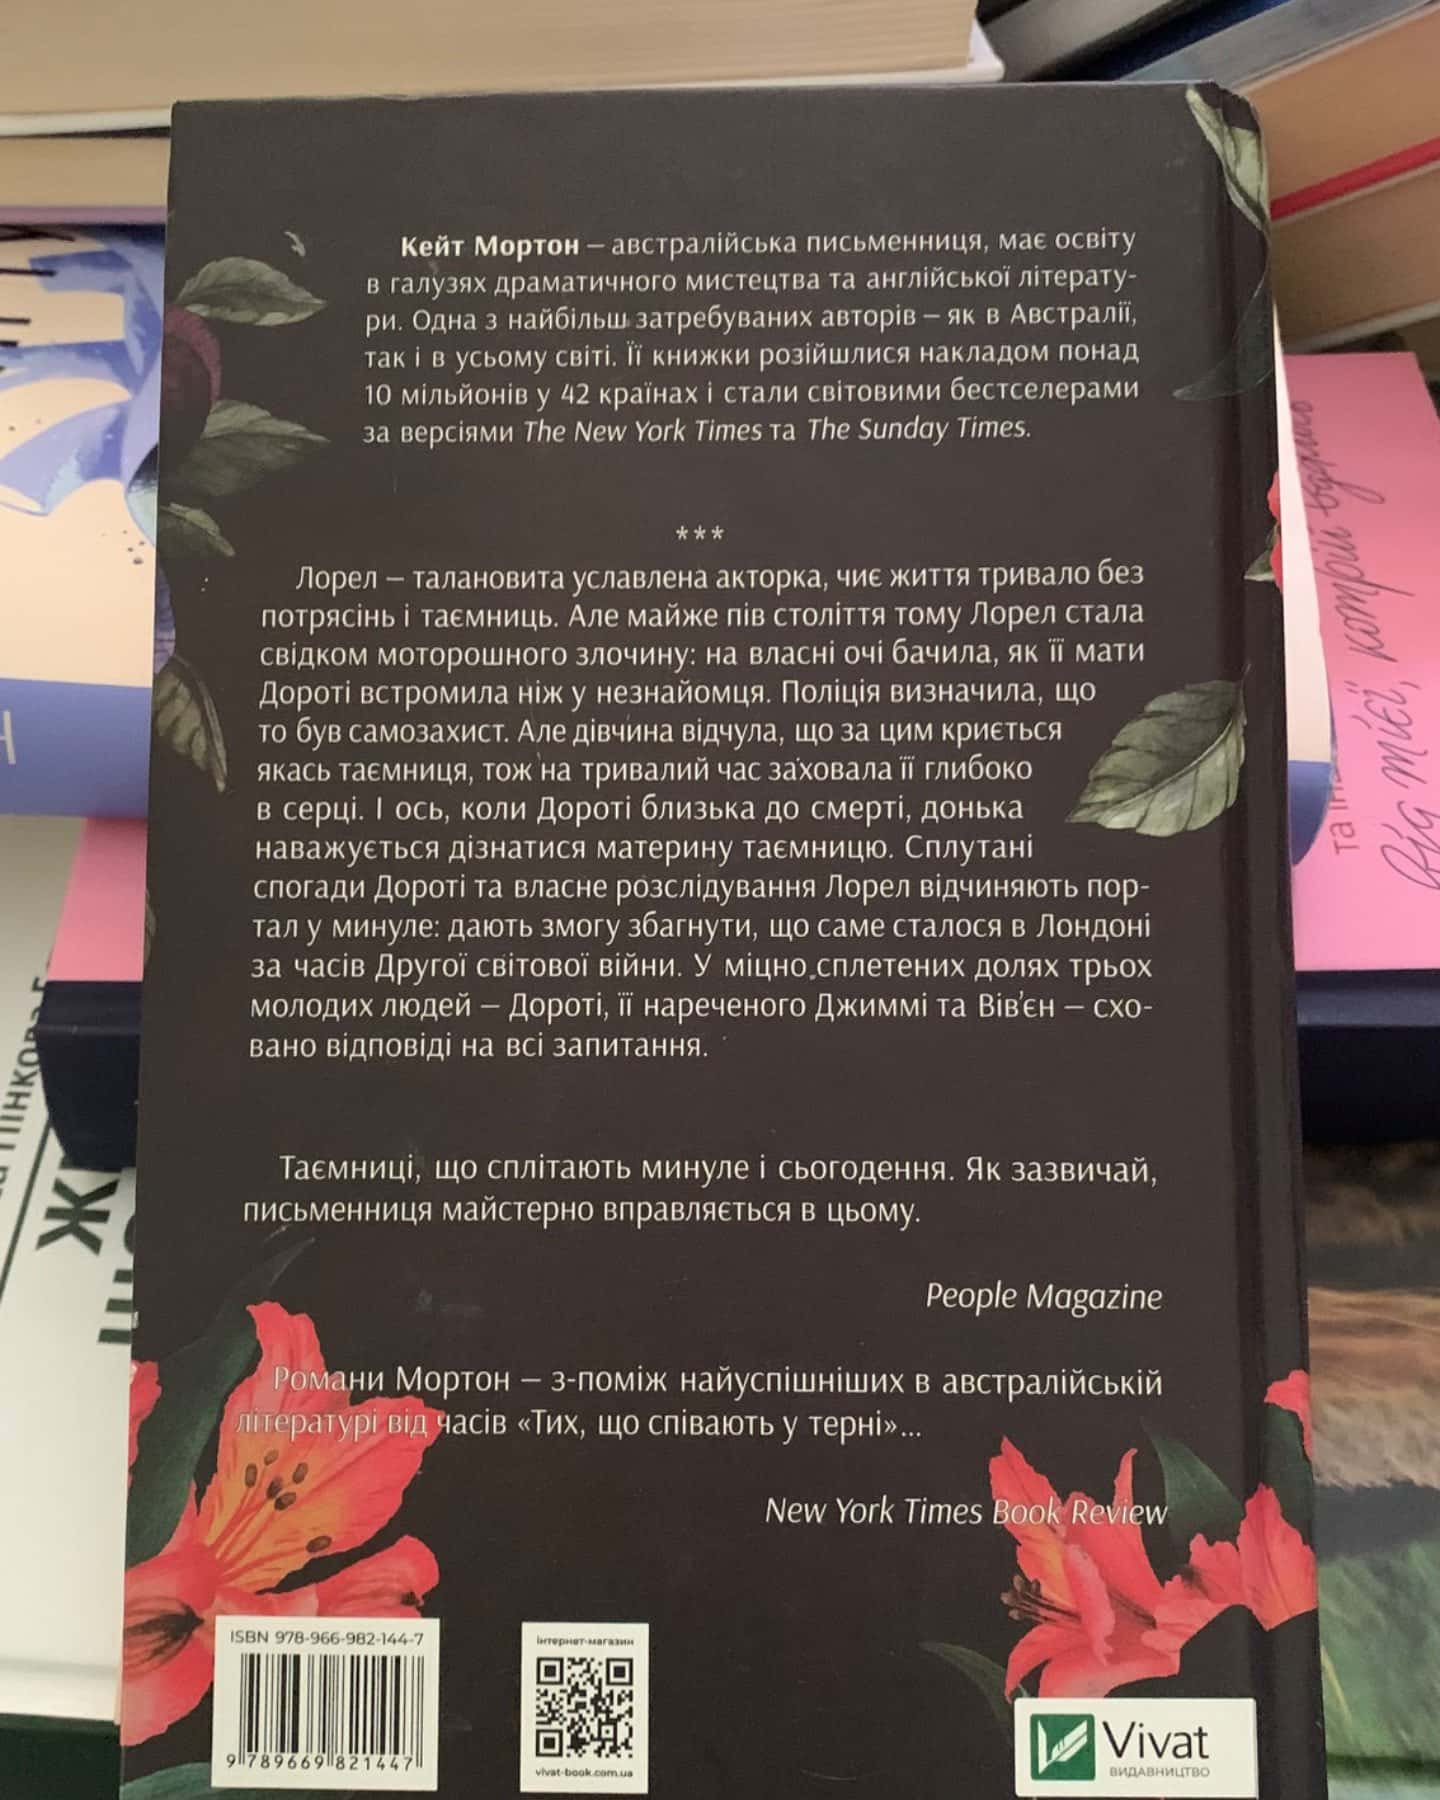 Кейт Мортон – австралійська письменниця, має освіту
в галузях драматичного мистецтва та англійської літерату-
ри. Одна з найбільш затребуваних авторів – як в Австралії,
так і в усьому світі. Її книжки розійшлися накладом понад
10 мільйонів у 42 країнах і стали світовими бестселерами
за версіями The New York Times та The Sunday Times.
***
Лорел – талановита уславлена акторка, чиє життя тривало без
потрясінь і таємниць. Але майже пів століття тому Лорел стала
свідком моторошного злочину: на власні очі бачила, як її мати
Дороті встромила ніж у незнайомця. Поліція визначила, що
то був самозахист. Але дівчина відчула, що за цим криється
якась таємниця, тож на тривалий час заховала її глибоко
в серці. І ось, коли Дороті близька до смерті, донька
наважується дізнатися материну таємницю. Сплутані
спогади Дороті та власне розслідування Лорел відчиняють пор-
тал у минуле: дають змогу збагнути, що саме сталося в Лондоні
за часів Другої світової війни. У міцно сплетених долях трьох
молодих людей – Дороті, її нареченого Джиммі та Вів'єн – схо-
вано відповіді на всі запитання.
Таємниці, що сплітають минуле і сьогодення. Як зазвичай,
письменниця майстерно вправляється в цьому.
People Magazine
Романи Мортон – з-поміж найуспішніших в австралійській
літературі від часів «Тих, що співають у терні»...
New York Times Book Review
ISBN 978-966-982-144-7
9 789669 821447
інтернет-магазин
vivat-book.com.ua
Vivat
ВИДАВНИЦТВО
від тієї, котрій відомо